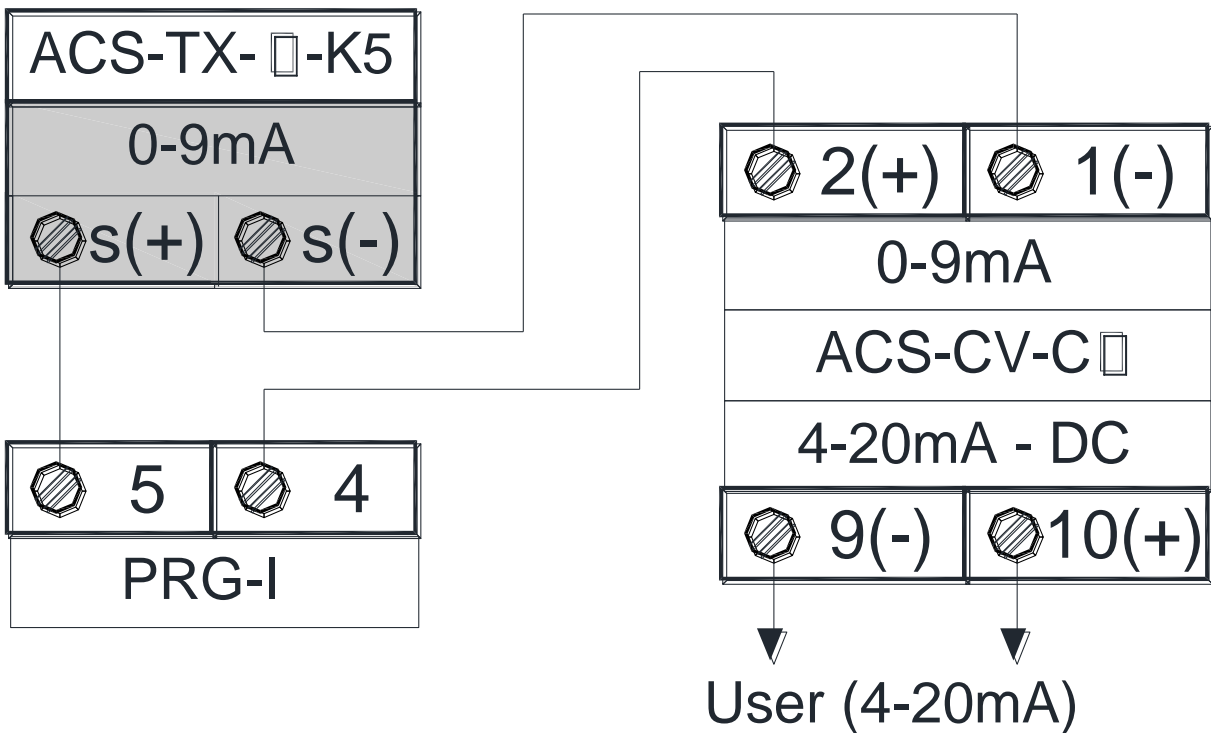 ACS-TX- ▯-K5
0-9mA
s(+) s(-)
5 4
PRG-I
2(+) 1(-)
0-9mA
ACS-CV-C▯
4-20mA - DC
9(-) 10(+)
User (4-20mA)